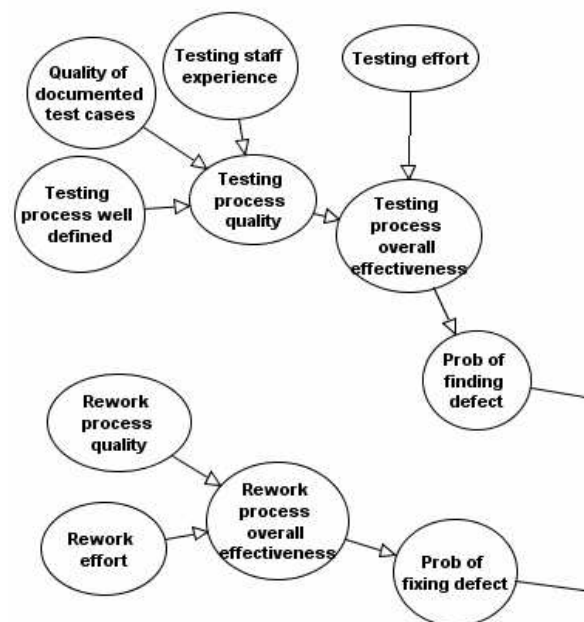 Testing staff
experience
Testing effort
Quality of
documented
test cases
Testing
process well
defined
Testing
process
quality
Testing
process
overall
effectiveness
Prob of
finding
defect
Rework
process
quality
Rework
effort
Rework
process
overall
effectiveness
Prob of
fixing defect